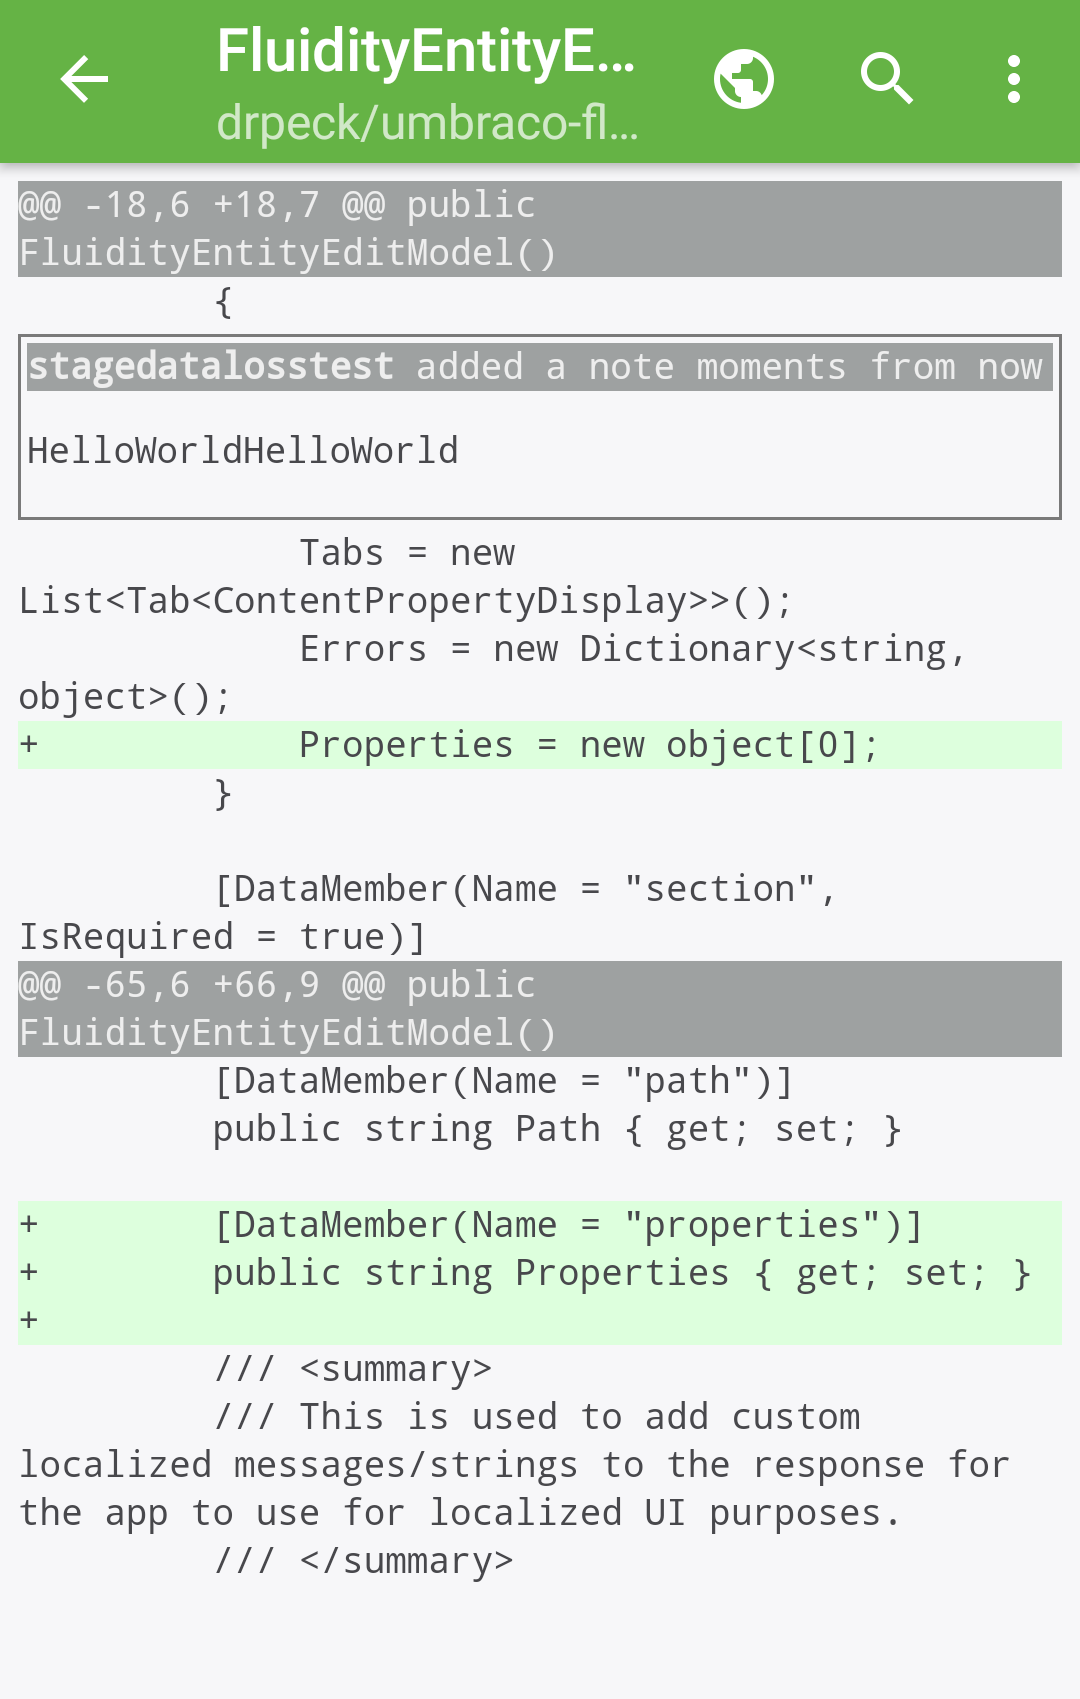 FluidityEntityE...
drpeck/umbraco-fl...
@@ -18,6 +18,7 @@ public
FluidityEntityEditModel()
         {
stagedatalosstest added a note moments from now
HelloWorldHelloWorld
             Tabs = new
List<Tab<ContentPropertyDisplay>>();
             Errors = new Dictionary<string,
object>();
+            Properties = new object[0];
         }
         [DataMember(Name = "section",
IsRequired = true)]
@@ -65,6 +66,9 @@ public
FluidityEntityEditModel()
         [DataMember(Name = "path")]
         public string Path { get; set; }
+        [DataMember(Name = "properties")]
+        public string Properties { get; set; }
+
         /// <summary>
         /// This is used to add custom
localized messages/strings to the response for
the app to use for localized UI purposes.
         /// </summary>